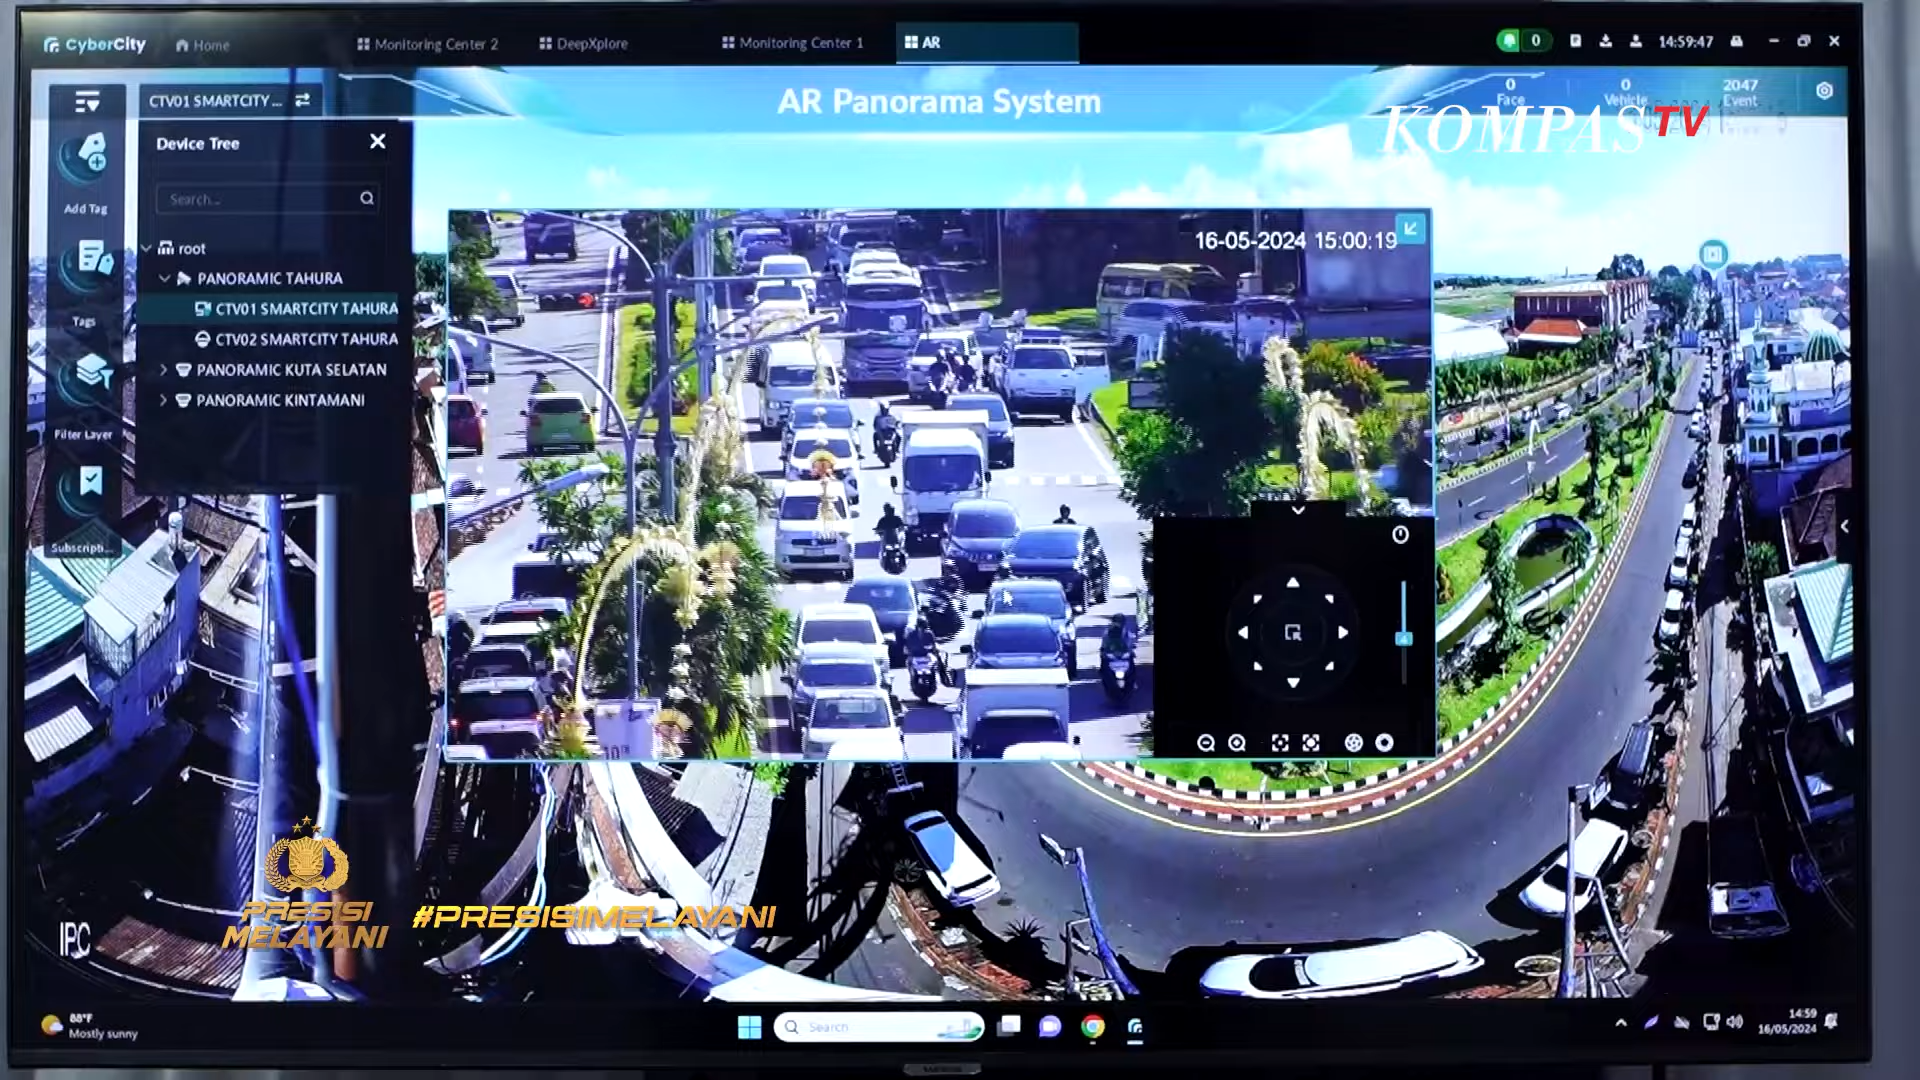 CyberCity
Home
Monitoring Center 2
DeepXplore
Monitoring Center 1
AR
0
14:59:47
CTV01 SMARTCITY ...
AR Panorama System
0
Face
0
Vehicle
2047
Event
KOMPASTV
Device Tree
Search...
Add Tag
root
PANORAMIC TAHURA
CTV01 SMARTCITY TAHURA
CTV02 SMARTCITY TAHURA
PANORAMIC KUTA SELATAN
PANORAMIC KINTAMANI
Tags
Filter Layer
Subscripti...
16-05-2024 15:00:19
4
IPC
PRESISI
MELAYANI
#PRESISIMELAYANI
88°F
Mostly sunny
Search
14:59
16/05/2024